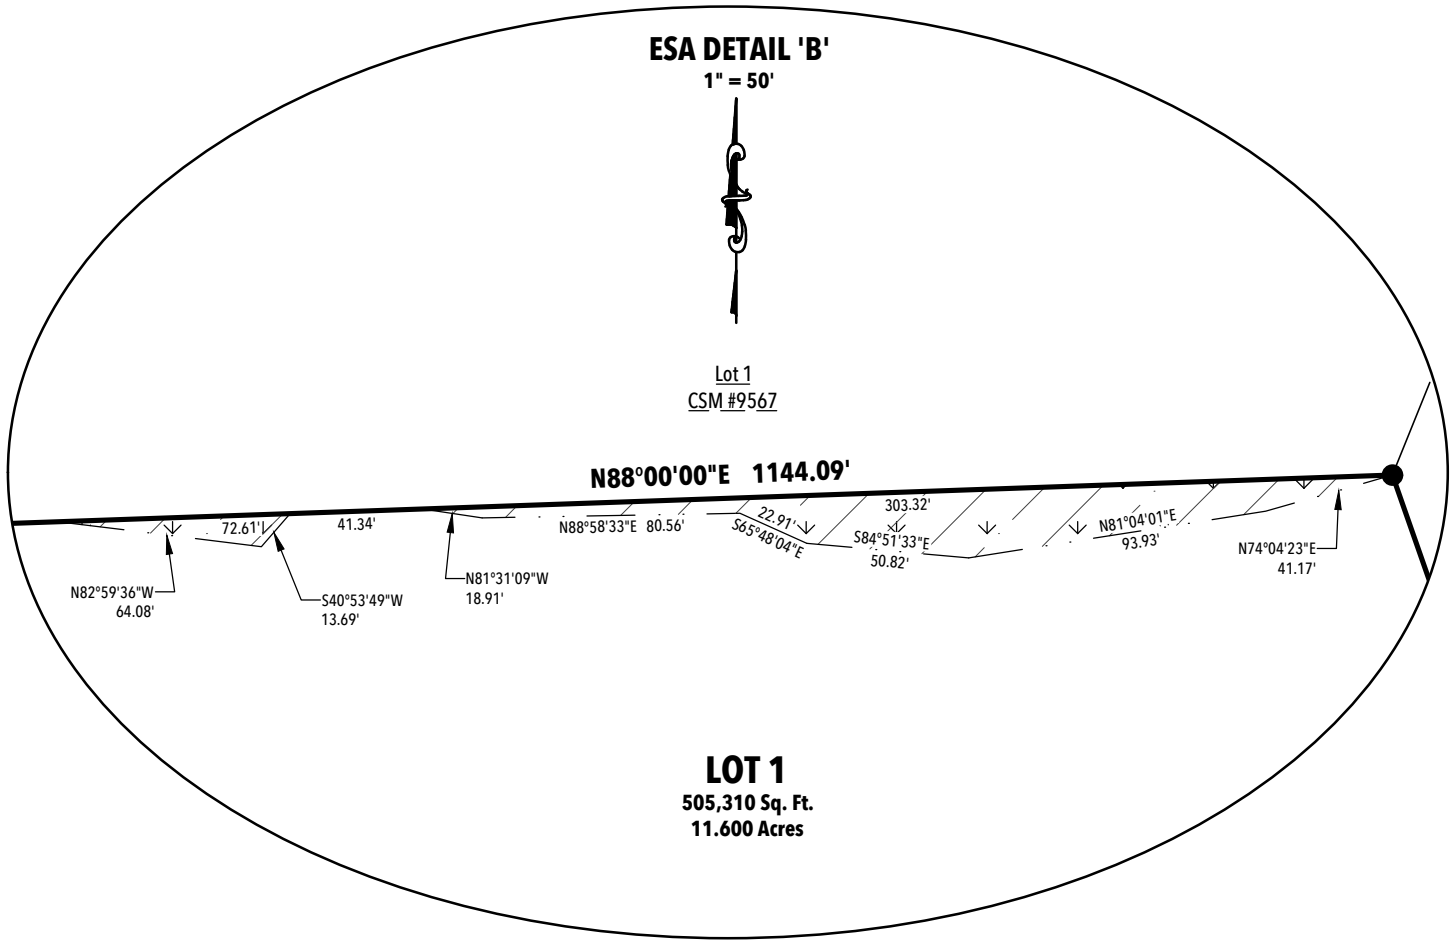 ESA DETAIL 'B'
1" = 50'
Lot 1
CSM #9567
N88°00'00"E 1144.09'
303.32'
72.61'
41.34'
N88°58'33"E 80.56'
22.91'
S65°48'04"E
S84°51'33"E
50.82'
N81°04'01"E
93.93'
N74°04'23"E
41.17'
N82°59'36"W
64.08'
S40°53'49"W
13.69'
N81°31'09"W
18.91'
LOT 1
505,310 Sq. Ft.
11.600 Acres